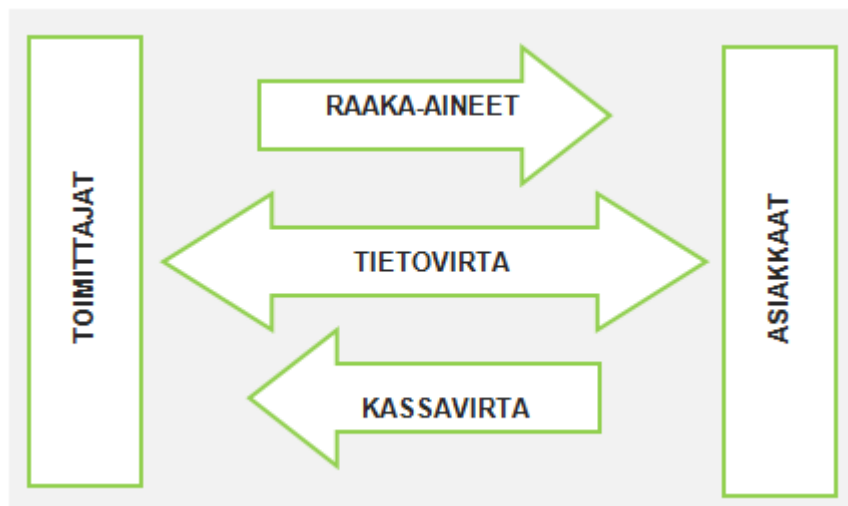 TOIMITTAJAT
RAAKA-AINEET
TIETOVIRTA
KASSAVIRTA
ASIAKKAAT